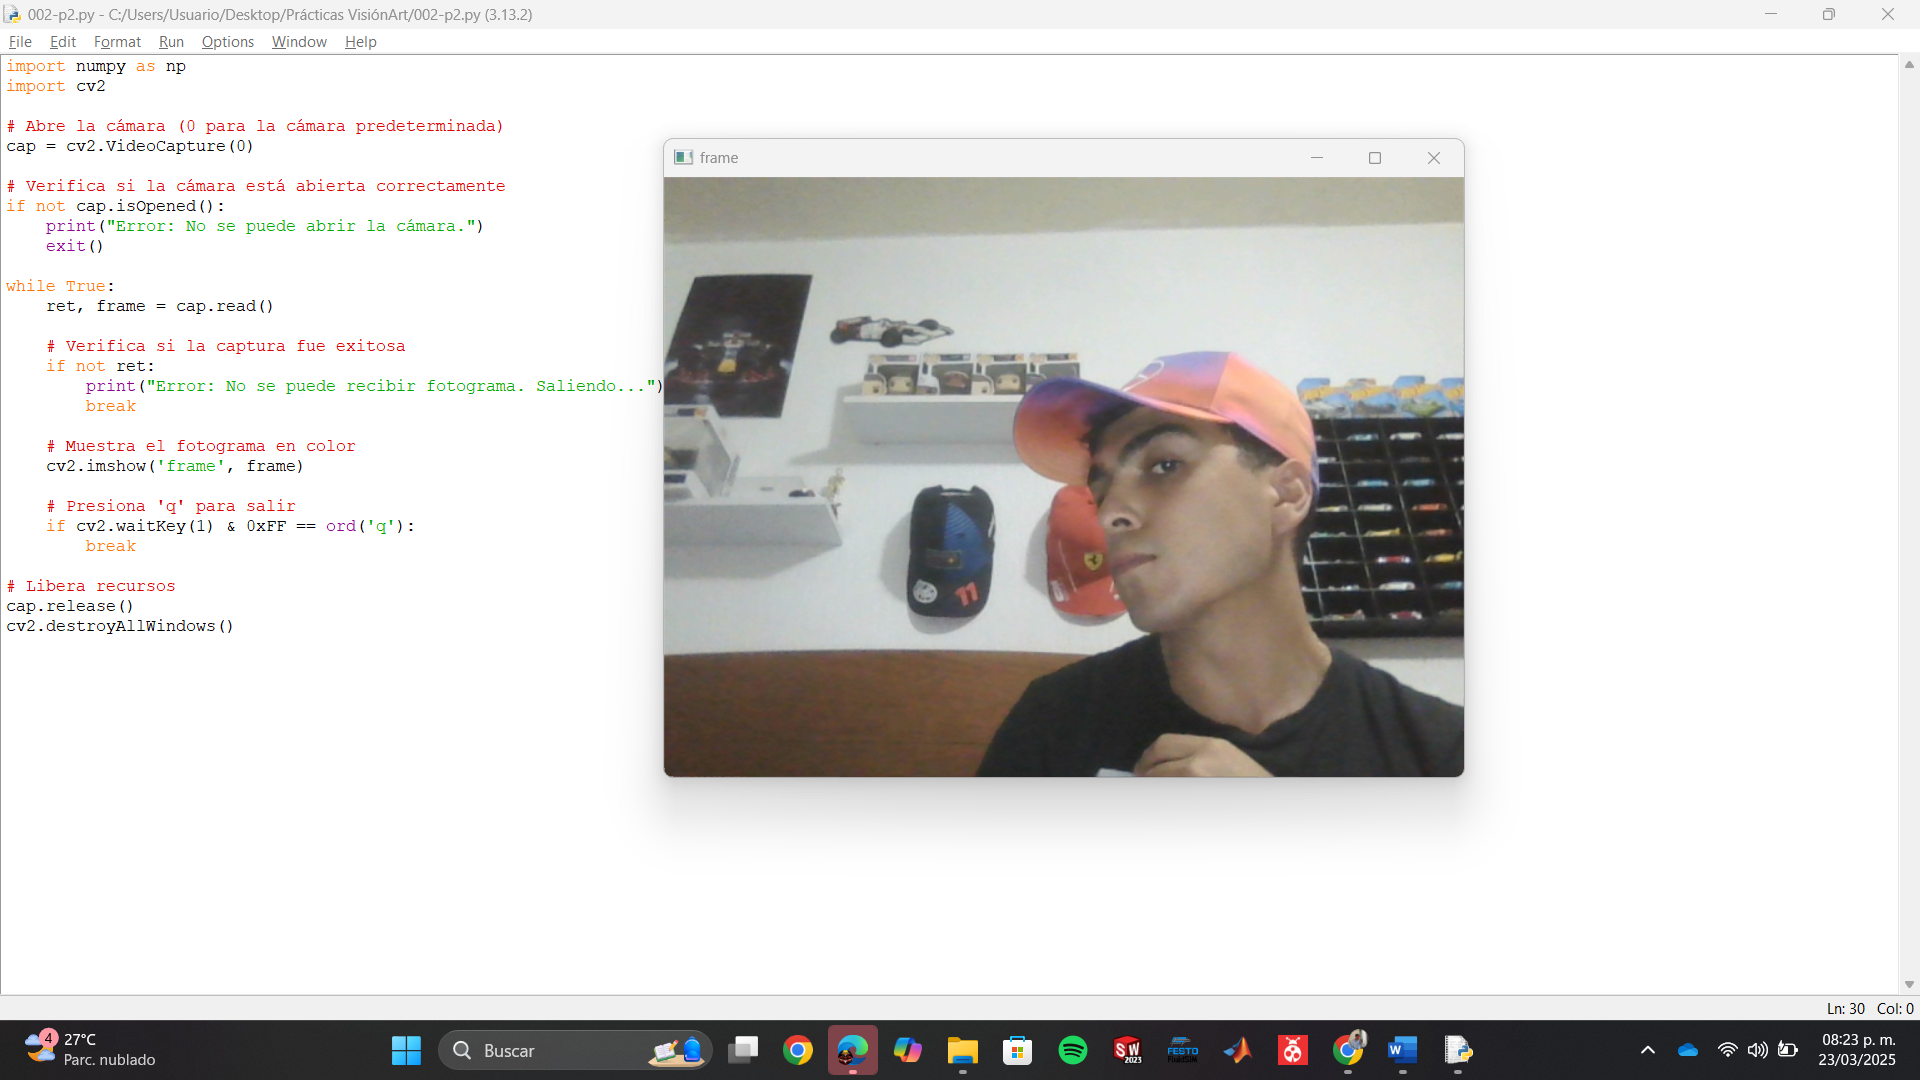 002-p2.py - C:/Users/Usuario/Desktop/Prácticas VisiónArt/002-p2.py (3.13.2)
File Edit Format Run Options Window Help
import numpy as np
import cv2
# Abre la cámara (0 para la cámara predeterminada)
cap = cv2.VideoCapture(0)
# Verifica si la cámara está abierta correctamente
if not cap.isOpened():
    print("Error: No se puede abrir la cámara.")
    exit()
while True:
    ret, frame = cap.read()
    # Verifica si la captura fue exitosa
    if not ret:
        print("Error: No se puede recibir fotograma. Saliendo...")
        break
    # Muestra el fotograma en color
    cv2.imshow('frame', frame)
    # Presiona 'q' para salir
    if cv2.waitKey(1) & 0xFF == ord('q'):
        break
# Libera recursos
cap.release()
cv2.destroyAllWindows()
frame
11
Ln: 30 Col: 0
4
27°C
Parc. nublado
Buscar
SW
2023
FESTO
FluidSIM
W
08:23 p. m.
23/03/2025